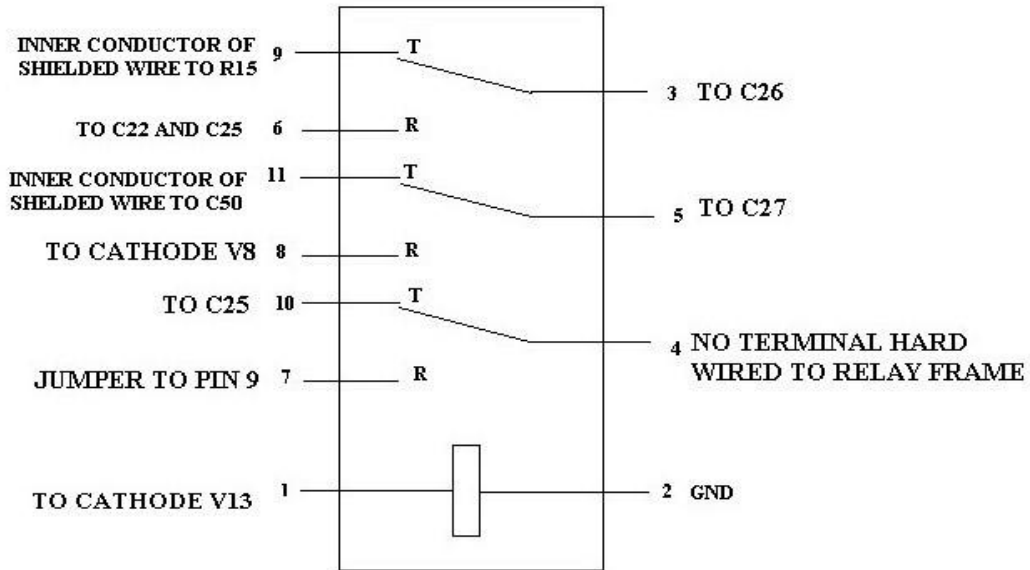 INNER CONDUCTOR OF
SHIELDED WIRE TO R15
9
T
3
TO C26
TO C22 AND C25
6
R
INNER CONDUCTOR OF
SHIELDED WIRE TO C50
11
T
5
TO C27
TO CATHODE V8
8
R
TO C25
10
T
4
NO TERMINAL HARD
WIRED TO RELAY FRAME
JUMPER TO PIN 9
7
R
TO CATHODE V13
1
2
GND